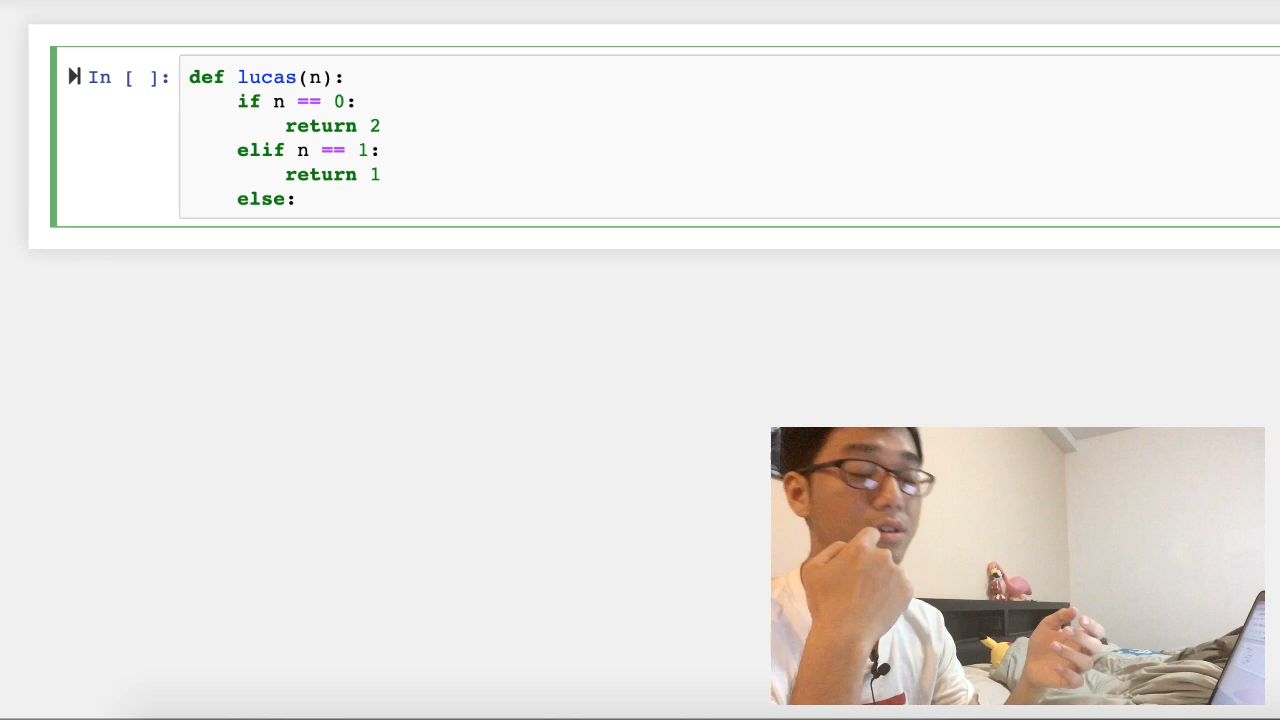 In [ ]: def lucas(n):
if n == 0:
return 2
elif n == 1:
return 1
else: